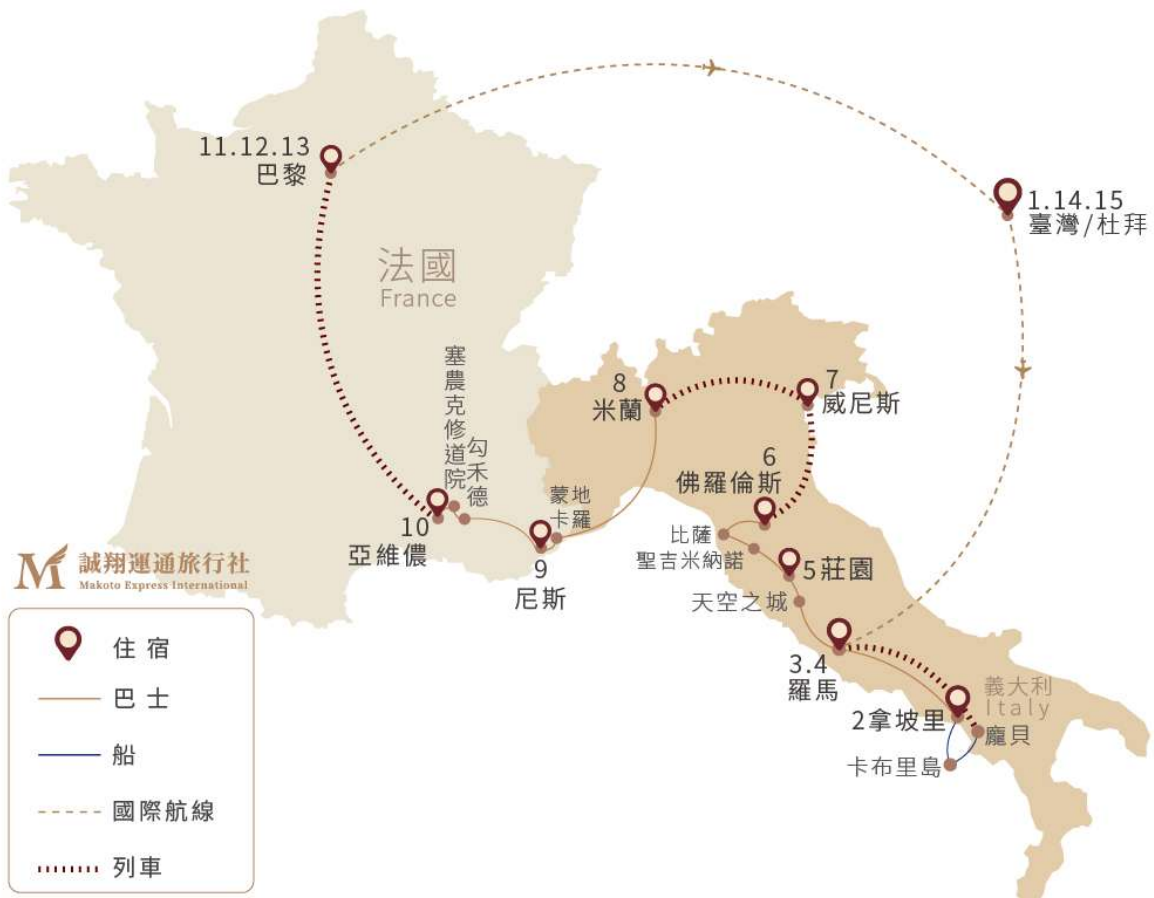 11.12.13
巴黎
1.14.15
臺灣/杜拜
法國
France
塞農克修道院
勾禾德
8
米蘭
7
威尼斯
6
佛羅倫斯
蒙地
卡羅
10
亞維儂
9
尼斯
比薩
聖吉米納諾
5莊園
天空之城
3.4
羅馬
義大利
Italy
2拿坡里
龐貝
卡布里島
M 誠翔運通旅行社
Makoto Express International
住宿
巴士
船
國際航線
列車